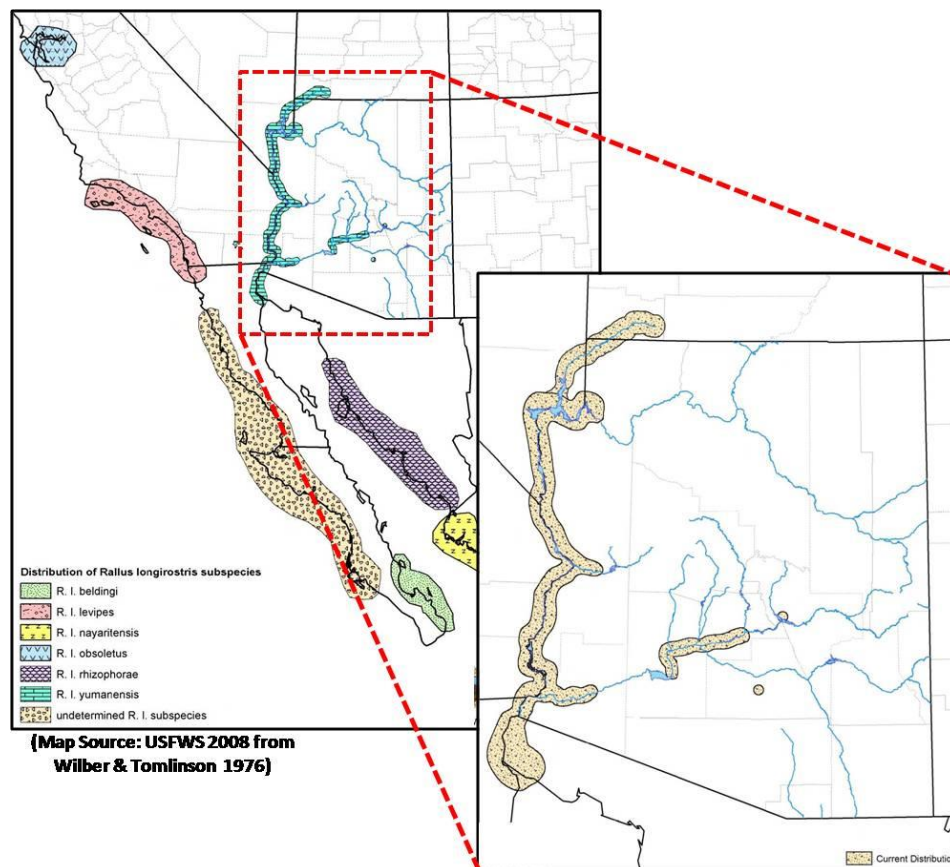 Distribution of Rallus longirostris subspecies
R. l. beldingi
R. l. levipes
R. l. nayaritensis
R. l. obsoletus
R. l. rhizophorae
R. l. yumanensis
undetermined R. l. subspecies
(Map Source: USFWS 2008 from
Wilber & Tomlinson 1976)
Current Distribution